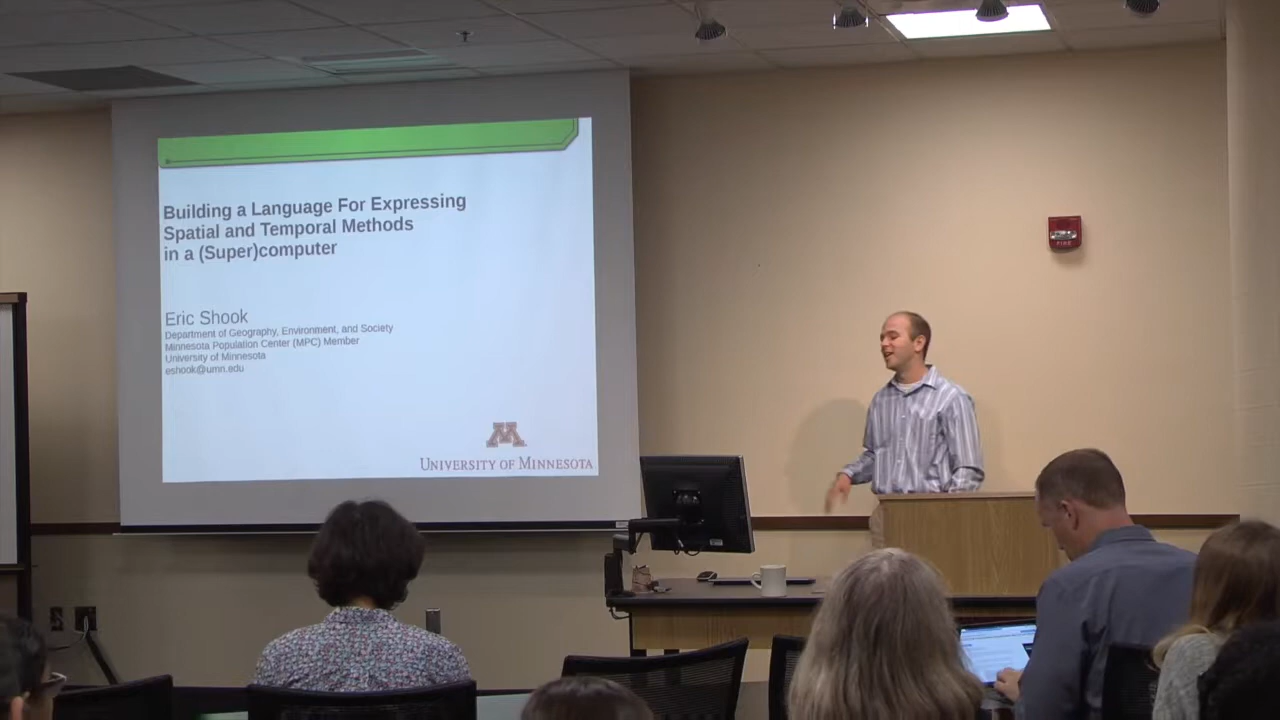 Building a Language For Expressing
Spatial and Temporal Methods
in a (Super)computer
Eric Shook
Department of Geography, Environment, and Society
Minnesota Population Center (MPC) Member
University of Minnesota
eshook@umn.edu
M
UNIVERSITY OF MINNESOTA
FIRE